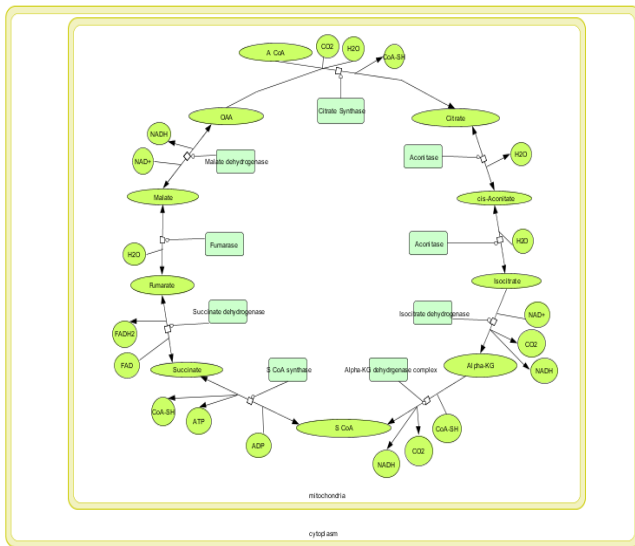 A CoA
CO2
H2O
CoA-SH
Citrate Synthase
OAA
Citrate
NADH
NAD+
Malate dehydrogenase
Aconitase
H2O
Malate
cis-Aconitate
H2O
Fumarase
Aconitase
H2O
Fumarate
Isocitrate
Succinate dehydrogenase
Isocitrate dehydrogenase
NAD+
FADH2
FAD
CO2
NADH
Succinate
S CoA synthase
Alpha-KG dehydrgenase complex
Alpha-KG
CoA-SH
ATP
ADP
S CoA
CoA-SH
CO2
NADH
mitochondria
cytoplasm